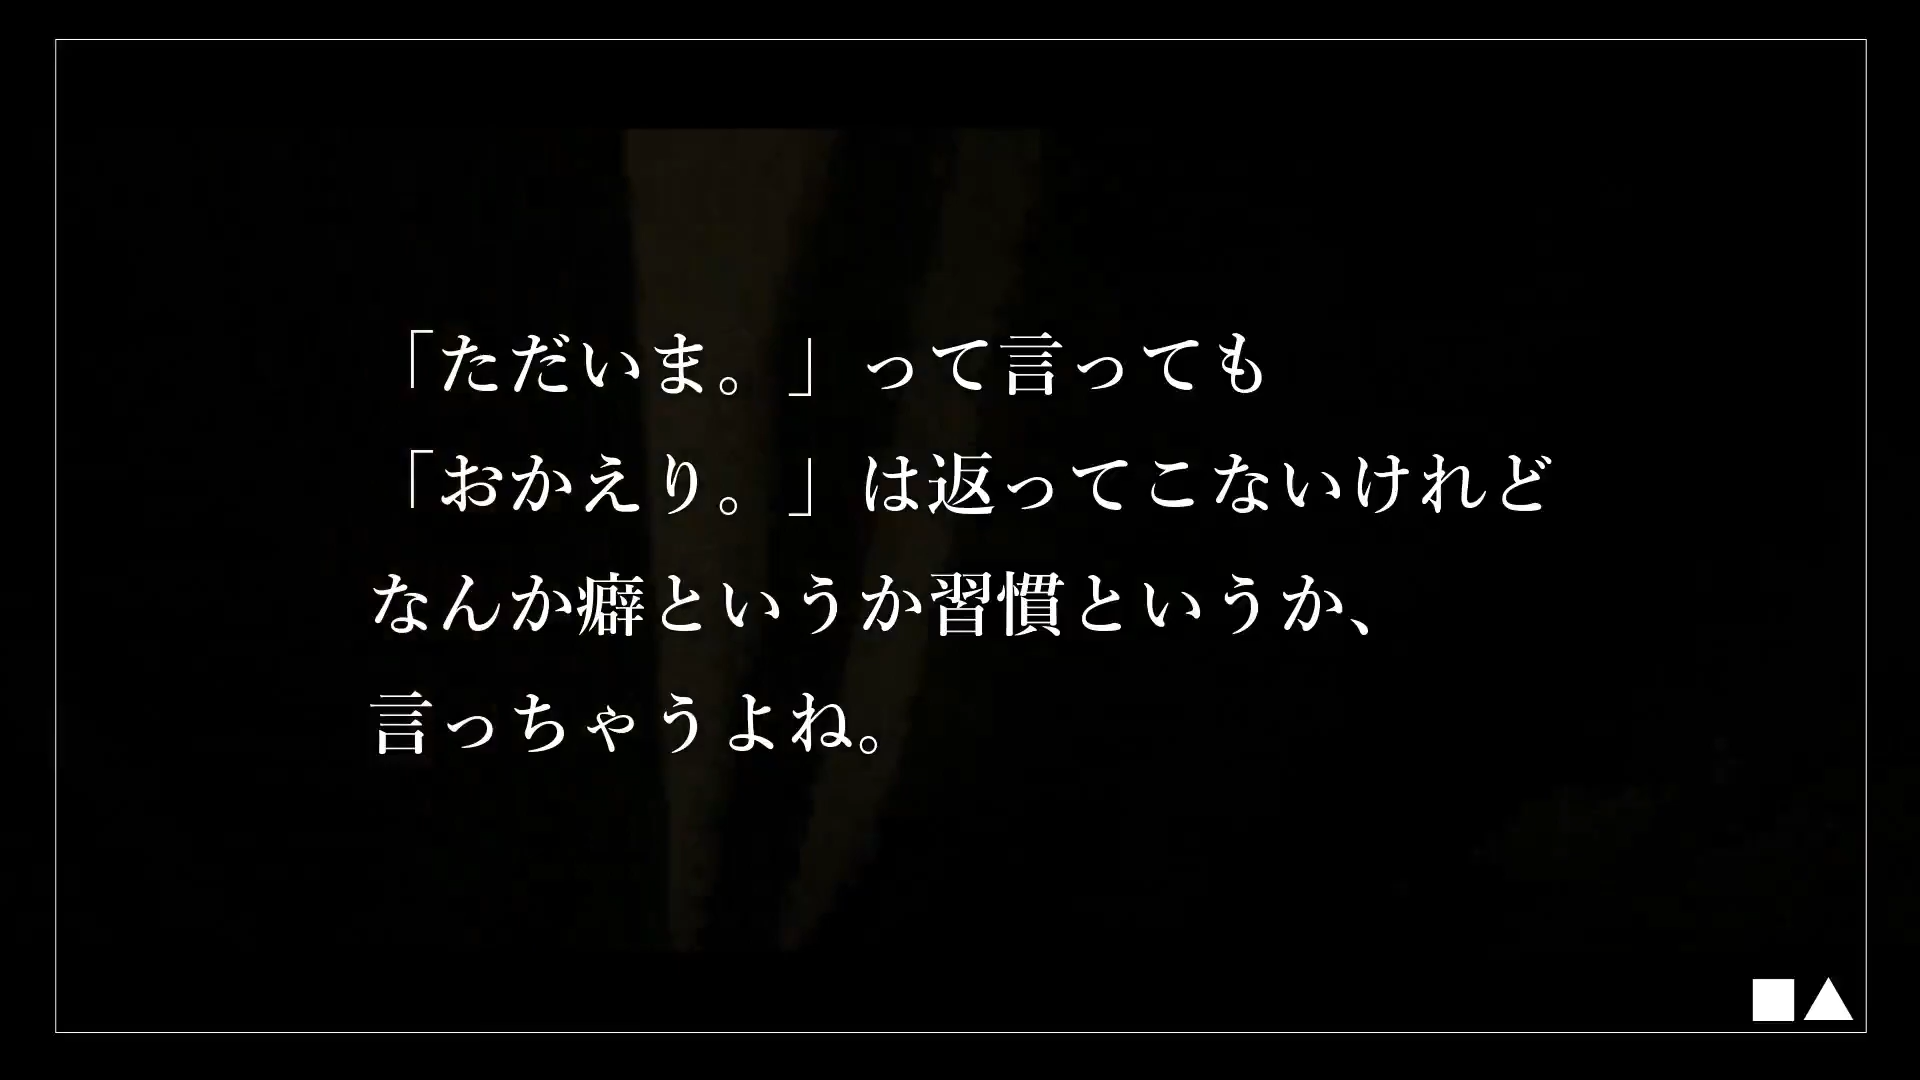 「ただいま。」って言っても
「おかえり。」は返ってこないけれど
なんか癖というか習慣というか、
言っちゃうよね。